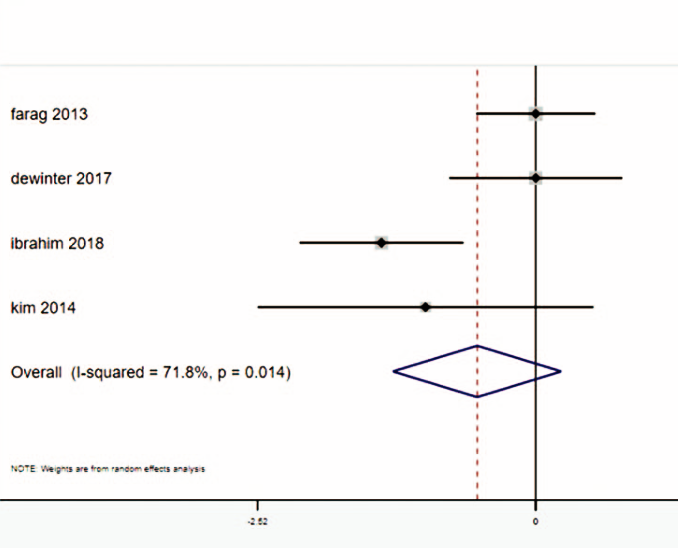 farag 2013
dewinter 2017
ibrahim 2018
kim 2014
Overall (I-squared = 71.8%, p = 0.014)
NOTE: Weights are from random effects analysis
-2.52 0